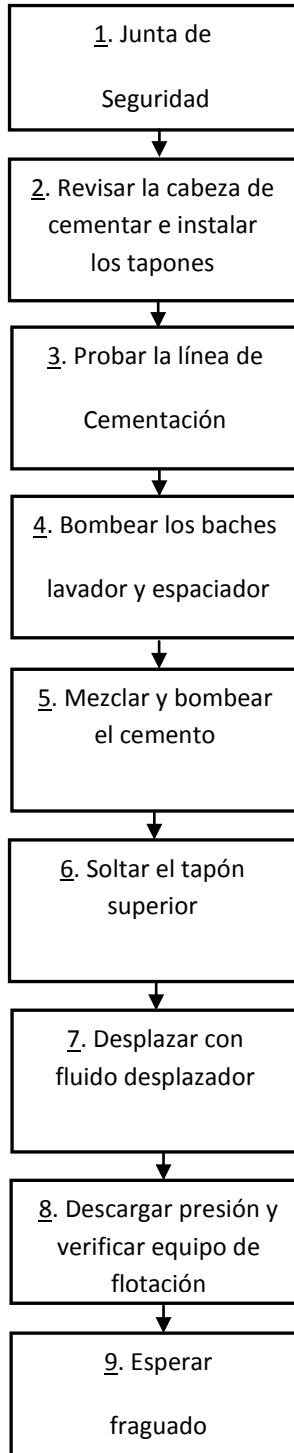 1. Junta de
Seguridad
2. Revisar la cabeza de
cementar e instalar
los tapones
3. Probar la línea de
Cementación
4. Bombear los baches
lavador y espaciador
5. Mezclar y bombear
el cemento
6. Soltar el tapón
superior
7. Desplazar con
fluido desplazador
8. Descargar presión y
verificar equipo de
flotación
9. Esperar
fraguado